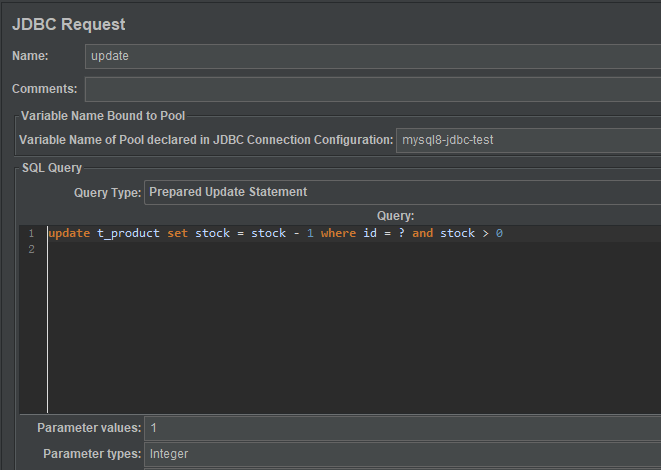 JDBC Request
Name: update
Comments:
Variable Name Bound to Pool
Variable Name of Pool declared in JDBC Connection Configuration: mysql8-jdbc-test
SQL Query
Query Type: Prepared Update Statement
Query:
1 update t_product set stock = stock - 1 where id = ? and stock > 0
2
Parameter values: 1
Parameter types: Integer